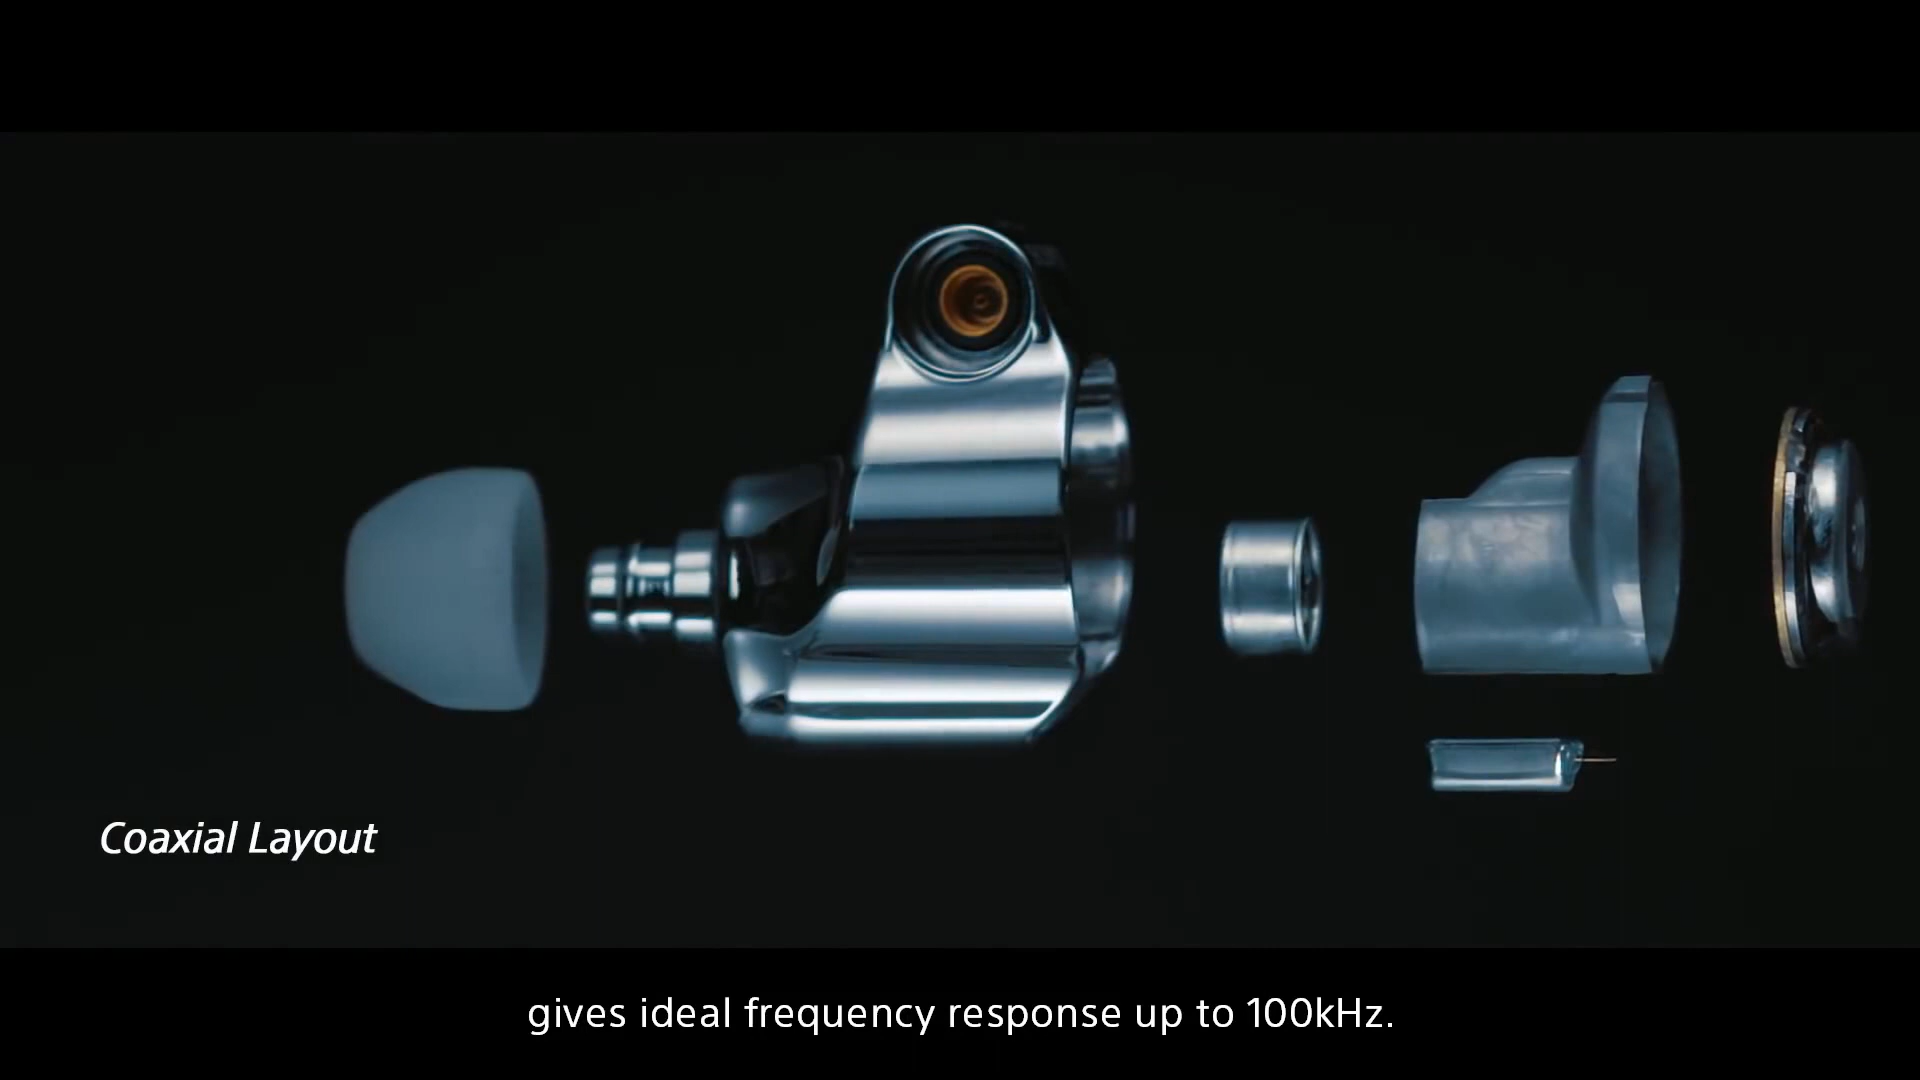 Coaxial Layout
gives ideal frequency response up to 100kHz.